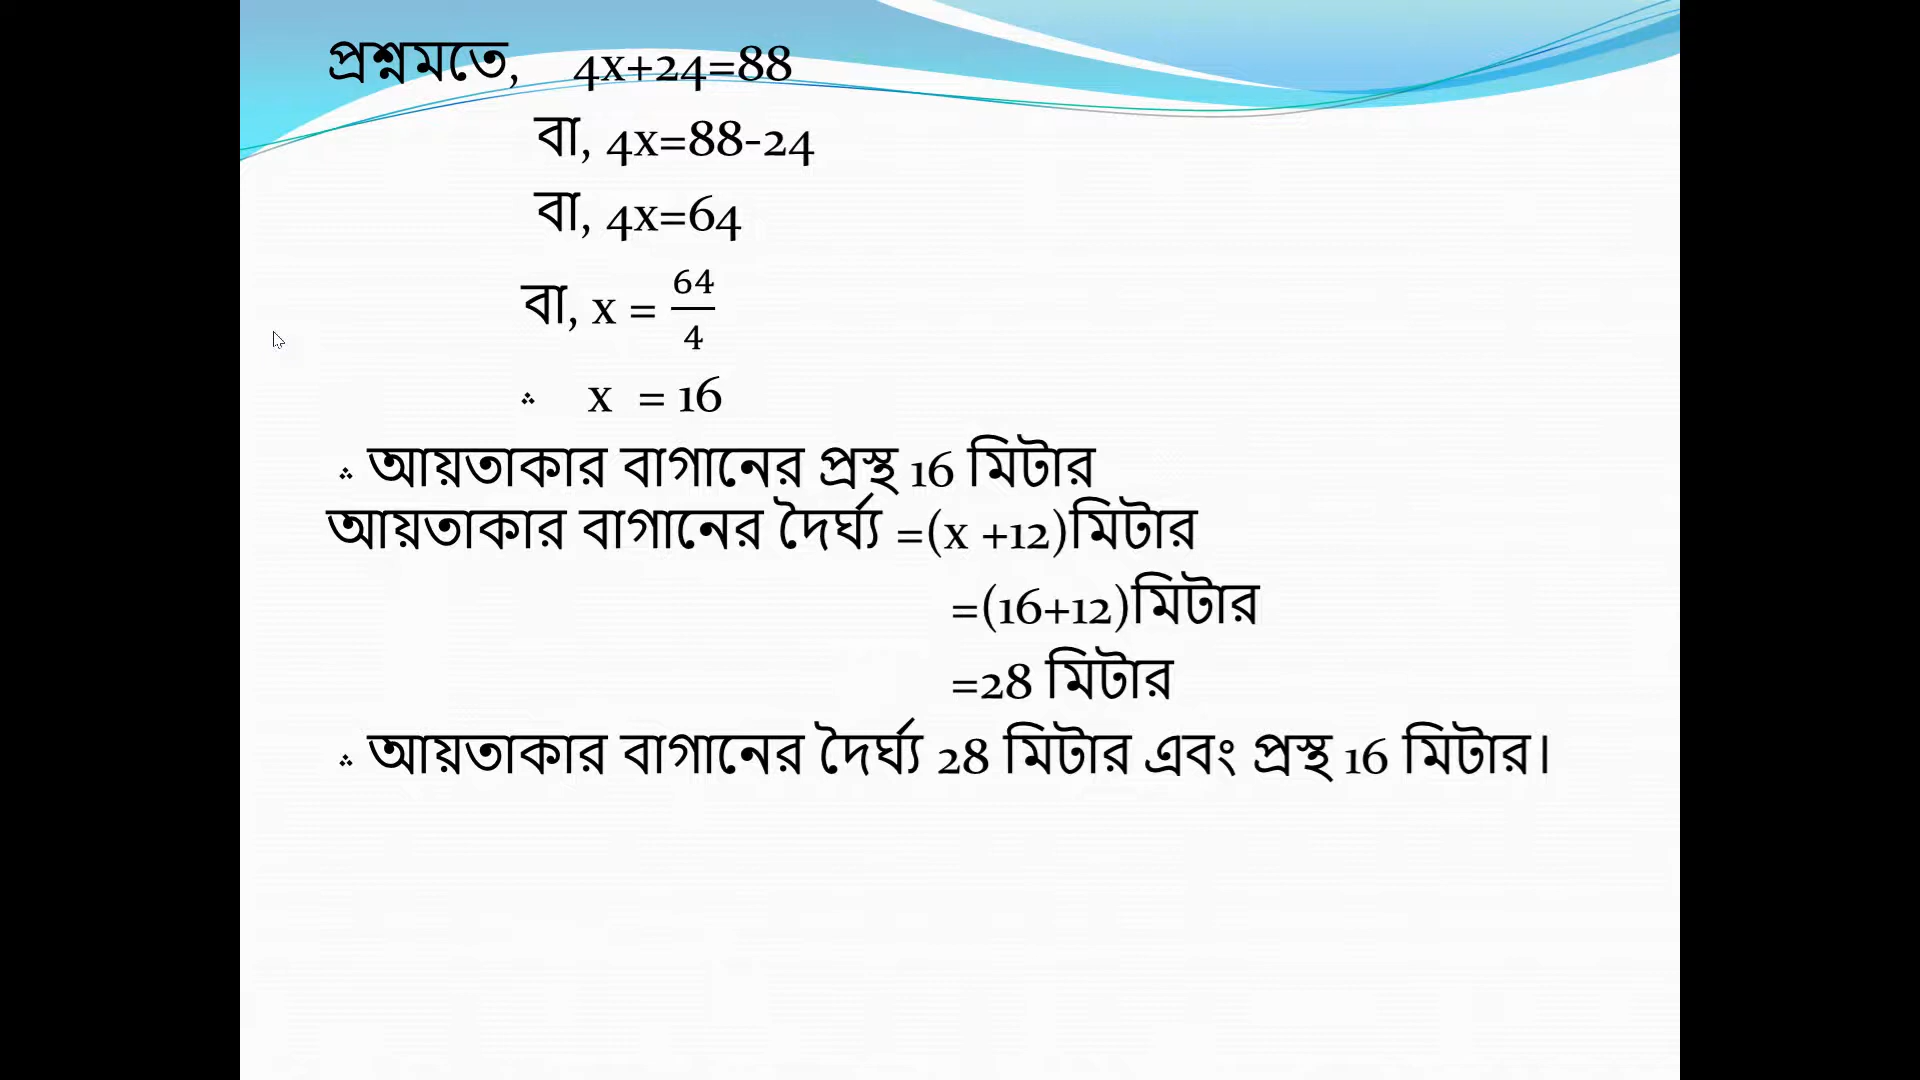 প্রশ্নমতে, 4x+24=88
বা, 4x=88-24
বা, 4x=64
বা, x = 64/4
∴ x = 16
∴ আয়তাকার বাগানের প্রস্থ 16 মিটার
আয়তাকার বাগানের দৈর্ঘ্য =(x +12)মিটার
=(16+12)মিটার
=28 মিটার
∴ আয়তাকার বাগানের দৈর্ঘ্য 28 মিটার এবং প্রস্থ 16 মিটার।